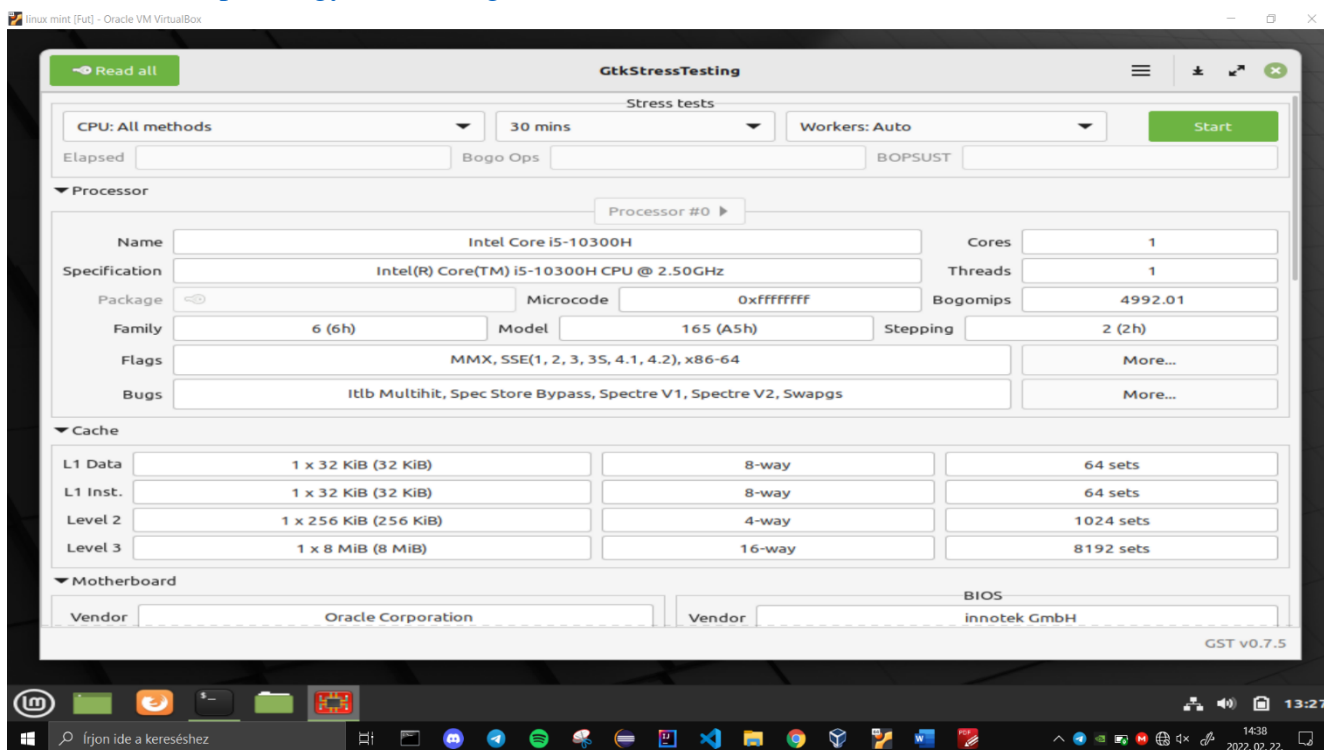 linux mint [Fut] - Oracle VM VirtualBox
Read all GtkStressTesting
Stress tests
CPU: All methods 30 mins Workers: Auto Start
Elapsed Bogo Ops BOPSUST
Processor
Processor #0
Name Intel Core i5-10300H Cores 1
Specification Intel(R) Core(TM) i5-10300H CPU @ 2.50GHz Threads 1
Package Microcode 0xffffffff Bogomips 4992.01
Family 6 (6h) Model 165 (A5h) Stepping 2 (2h)
Flags MMX, SSE(1, 2, 3, 3S, 4.1, 4.2), x86-64 More...
Bugs Itlb Multihit, Spec Store Bypass, Spectre V1, Spectre V2, Swapgs More...
Cache
L1 Data 1 x 32 KiB (32 KiB) 8-way 64 sets
L1 Inst. 1 x 32 KiB (32 KiB) 8-way 64 sets
Level 2 1 x 256 KiB (256 KiB) 4-way 1024 sets
Level 3 1 x 8 MiB (8 MiB) 16-way 8192 sets
Motherboard
BIOS
Vendor Oracle Corporation Vendor innotek GmbH
GST v0.7.5
13:27
Írjon ide a kereséshez
14:38
2022. 02. 22.